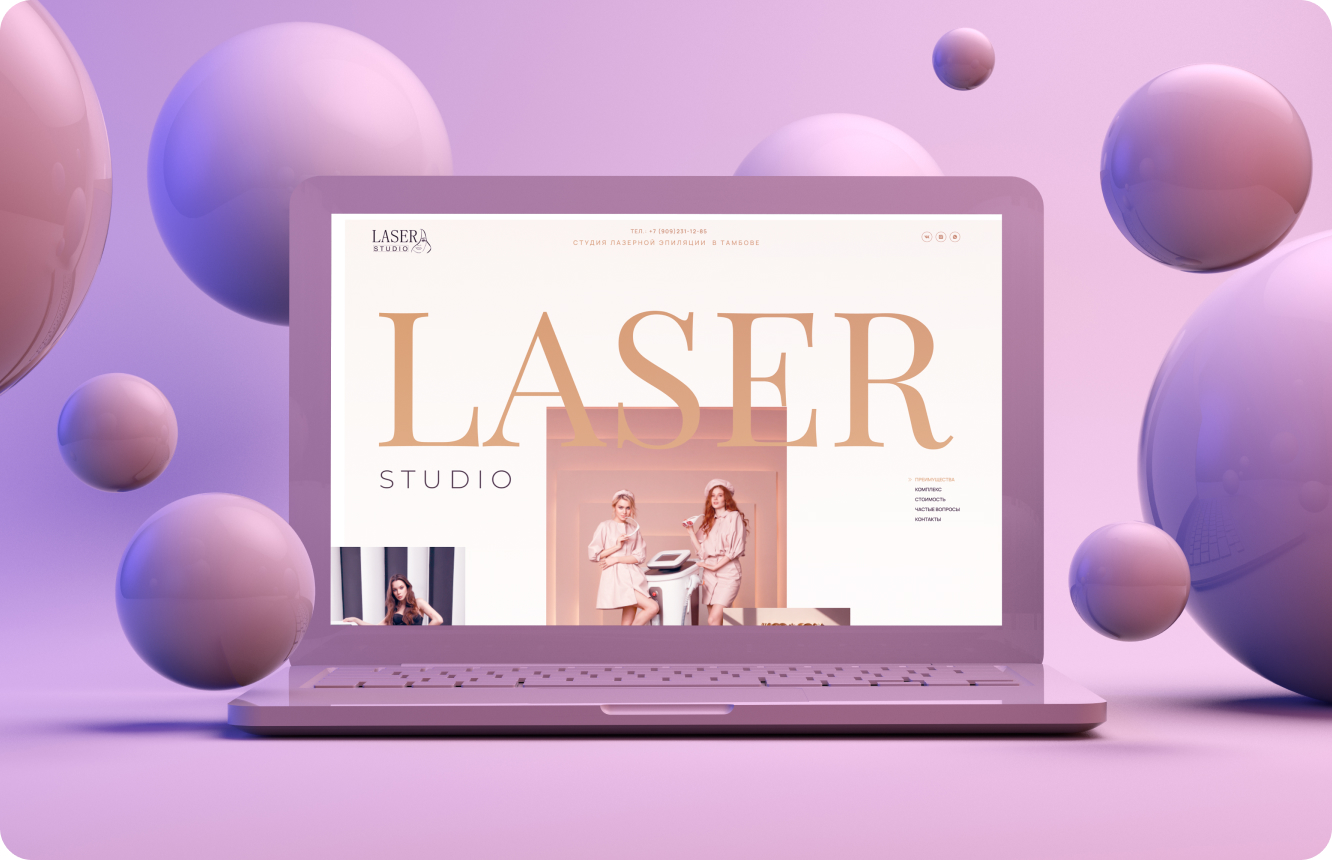 LASER
STUDIO
ТЕЛ.: +7 (909)231-12-85
СТУДИЯ ЛАЗЕРНОЙ ЭПИЛЯЦИИ В ТАМБОВЕ
LASER
STUDIO
ПРЕИМУЩЕСТВА
КОМПЛЕКС
СТОИМОСТЬ
ЧАСТЫЕ ВОПРОСЫ
КОНТАКТЫ